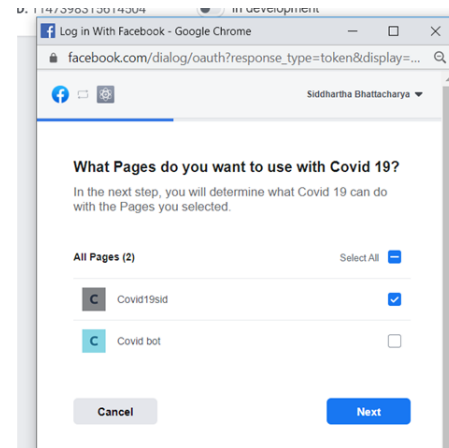 1147398315614504 In development
Log in With Facebook - Google Chrome
facebook.com/dialog/oauth?response_type=token&display=...
Siddhartha Bhattacharya
What Pages do you want to use with Covid 19?
In the next step, you will determine what Covid 19 can do
with the Pages you selected.
All Pages (2) Select All
C Covid19sid
C Covid bot
Cancel Next